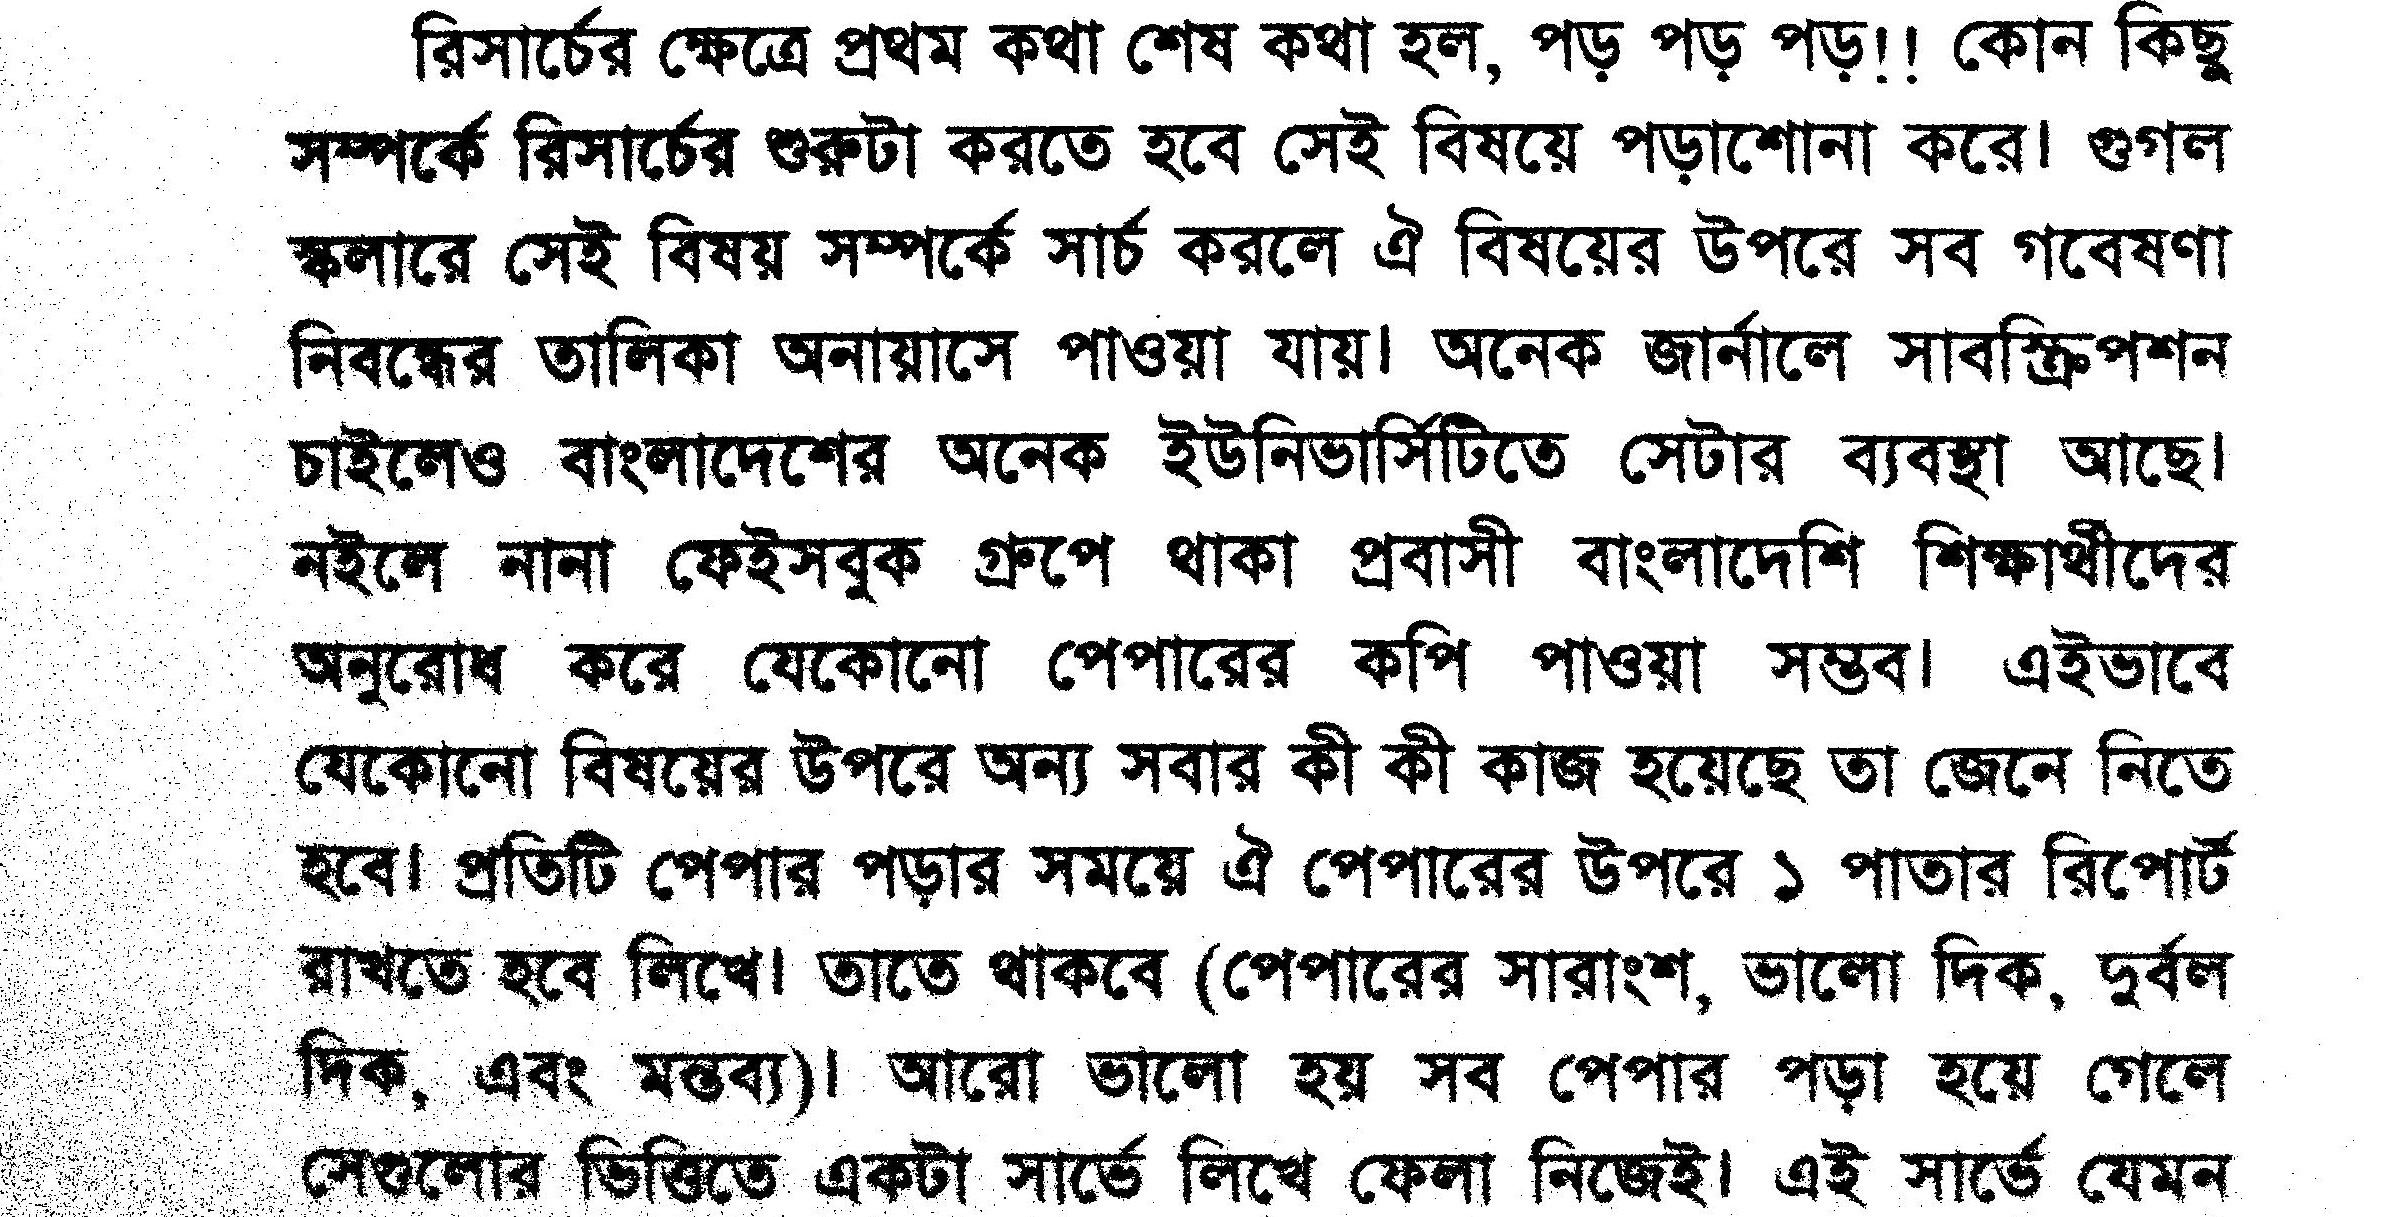 রিসার্চের ক্ষেত্রে প্রথম কথা শেষ কথা হল, পড় পড় পড়!! কোন কিছু
সম্পর্কে রিসার্চের শুরুটা করতে হবে সেই বিষয়ে পড়াশোনা করে। গুগল
স্কলারে সেই বিষয় সম্পর্কে সার্চ করলে ঐ বিষয়ের উপরে সব গবেষণা
নিবন্ধের তালিকা অনায়াসে পাওয়া যায়। অনেক জার্নালে সাবস্ক্রিপশন
চাইলেও বাংলাদেশের অনেক ইউনিভার্সিটিতে সেটার ব্যবস্থা আছে।
নইলে নানা ফেইসবুক গ্রুপে থাকা প্রবাসী বাংলাদেশি শিক্ষার্থীদের
অনুরোধ করে যেকোনো পেপারের কপি পাওয়া সম্ভব। এইভাবে
যেকোনো বিষয়ের উপরে অন্য সবার কী কী কাজ হয়েছে তা জেনে নিতে
হবে। প্রতিটি পেপার পড়ার সময়ে ঐ পেপারের উপরে ১ পাতার রিপোর্ট
রাখতে হবে লিখে। তাতে থাকবে (পেপারের সারাংশ, ভালো দিক, দুর্বল
দিক, এবং মন্তব্য)। আরো ভালো হয় সব পেপার পড়া হয়ে গেলে
সেগুলোর ভিত্তিতে একটা সার্ভে লিখে ফেলা নিজেই। এই সার্ভে যেমন